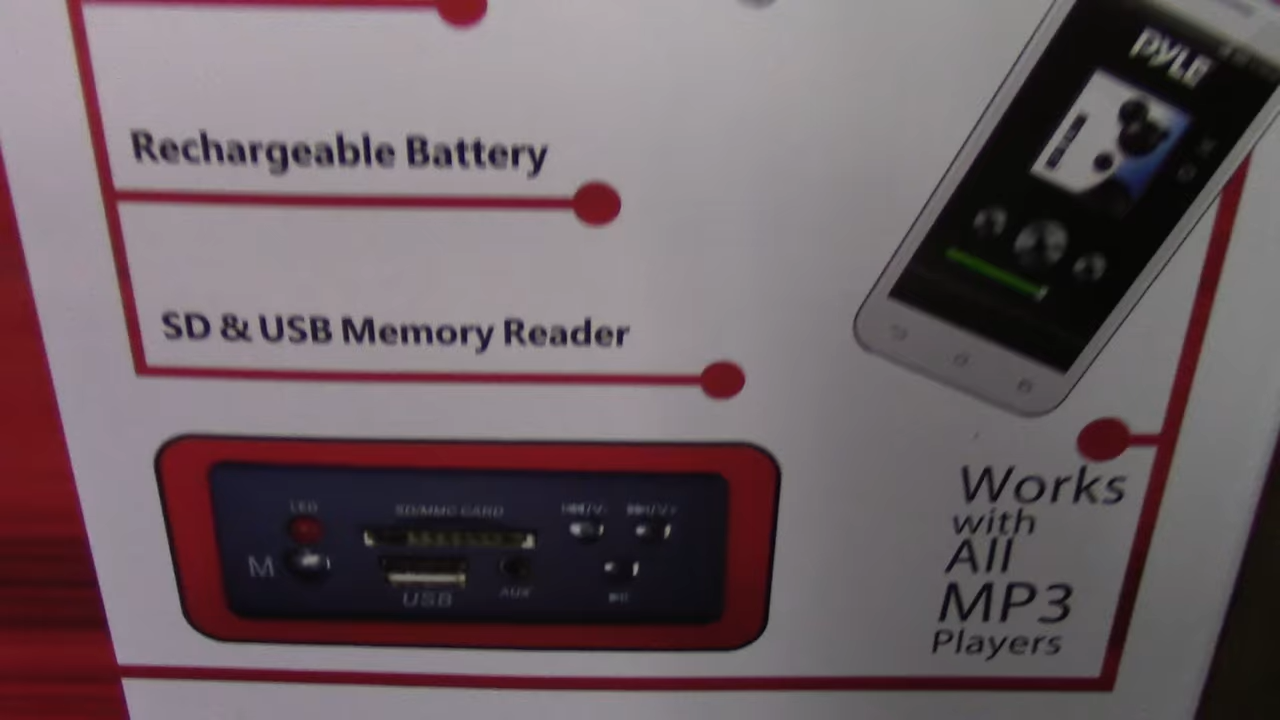 PYLE
Rechargeable Battery
SD & USB Memory Reader
LED
SD/MMC CARD
M
USB
AUX
Works
with
All
MP3
Players